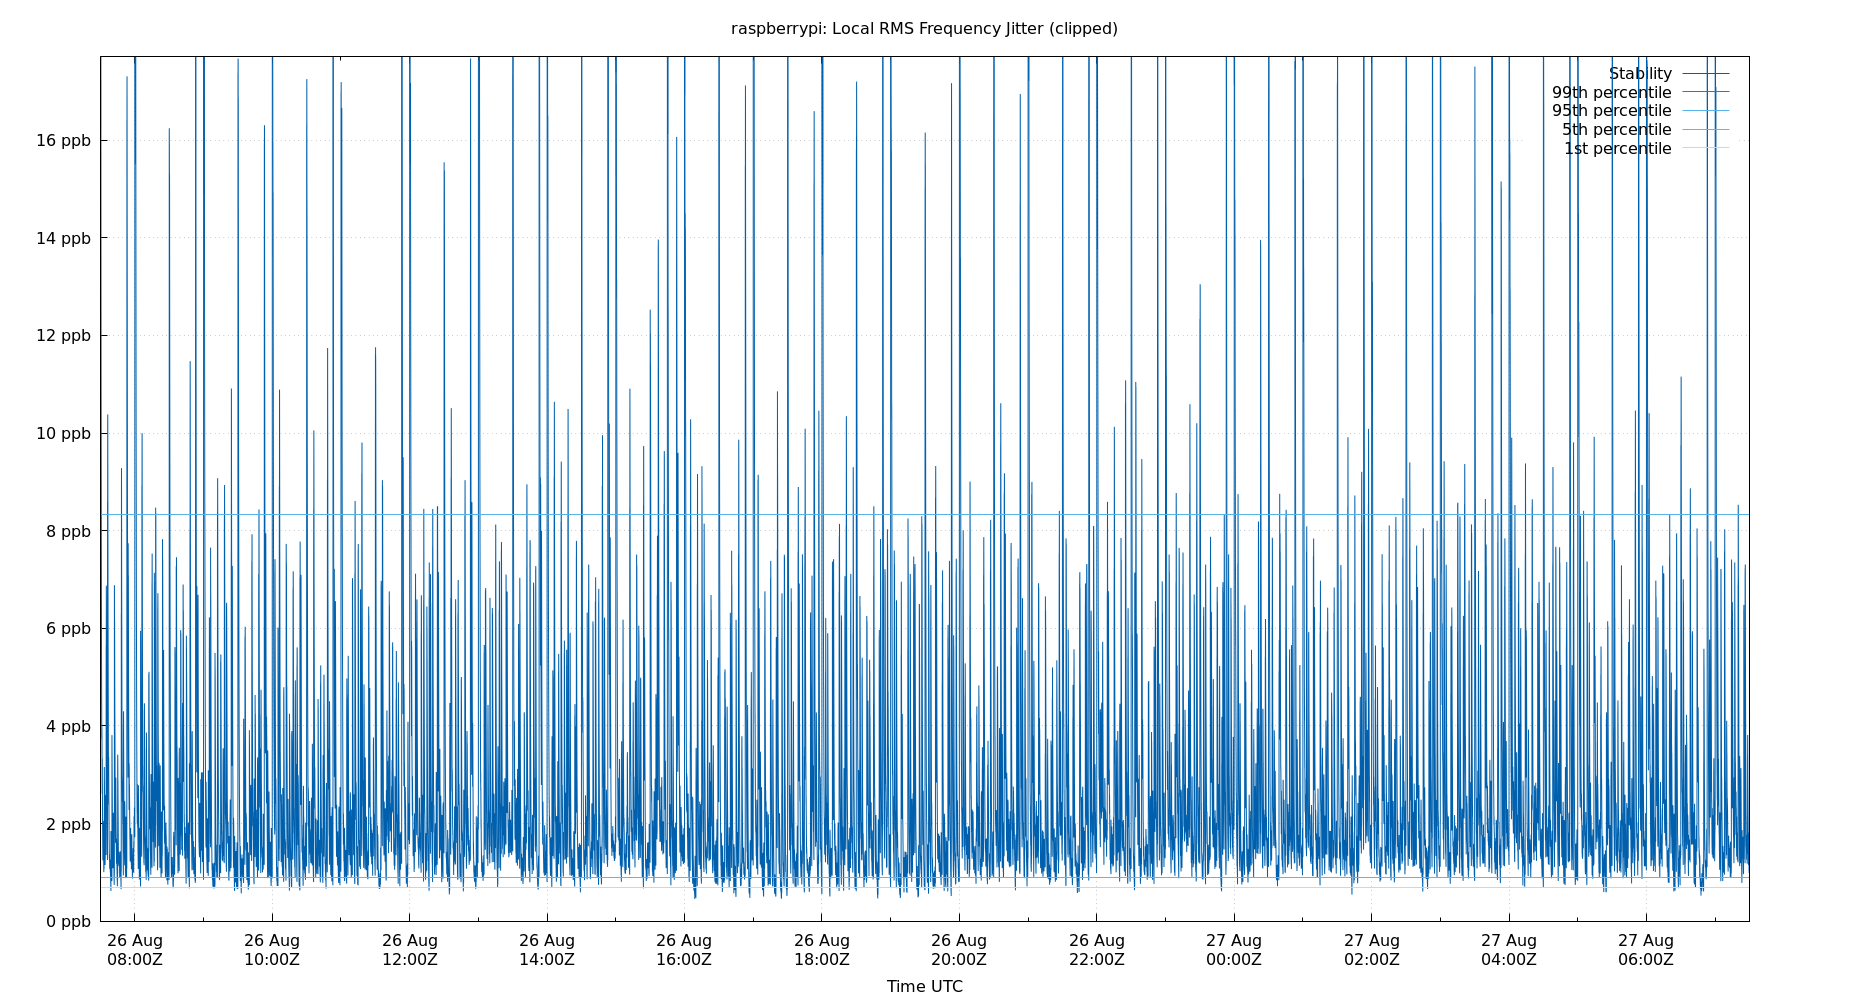 raspberrypi: Local RMS Frequency Jitter (clipped)
Stability
99th percentile
95th percentile
5th percentile
1st percentile
16 ppb
14 ppb
12 ppb
10 ppb
8 ppb
6 ppb
4 ppb
2 ppb
0 ppb
26 Aug 26 Aug 26 Aug 26 Aug 26 Aug 26 Aug 26 Aug 26 Aug 27 Aug 27 Aug 27 Aug 27 Aug
08:00Z 10:00Z 12:00Z 14:00Z 16:00Z 18:00Z 20:00Z 22:00Z 00:00Z 02:00Z 04:00Z 06:00Z
Time UTC